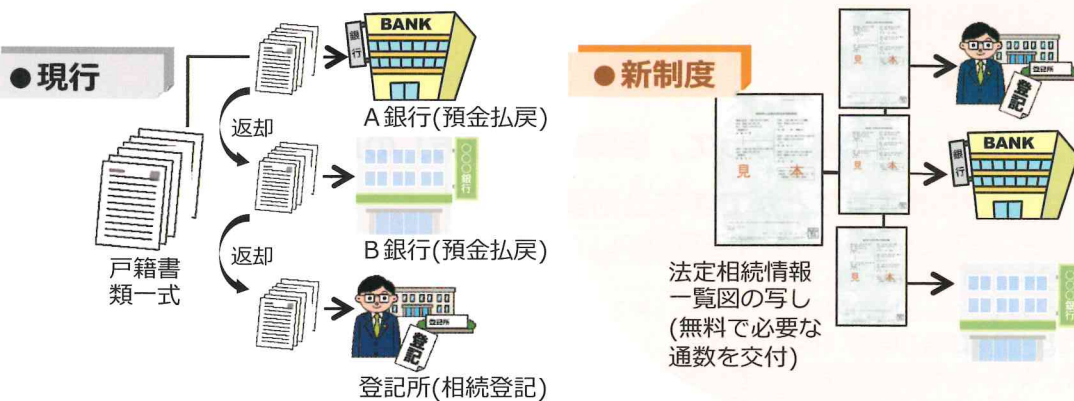 ●現行
BANK
銀行
A銀行(預金払戻)
返却
○○○銀行
B銀行(預金払戻)
返却
戸籍書
類一式
登記所
登記
登記所(相続登記)
●新制度
見本
見本
見本
見本
登記所
登記
BANK
銀行
○○○銀行
法定相続情報
一覧図の写し
(無料で必要な
通数を交付)